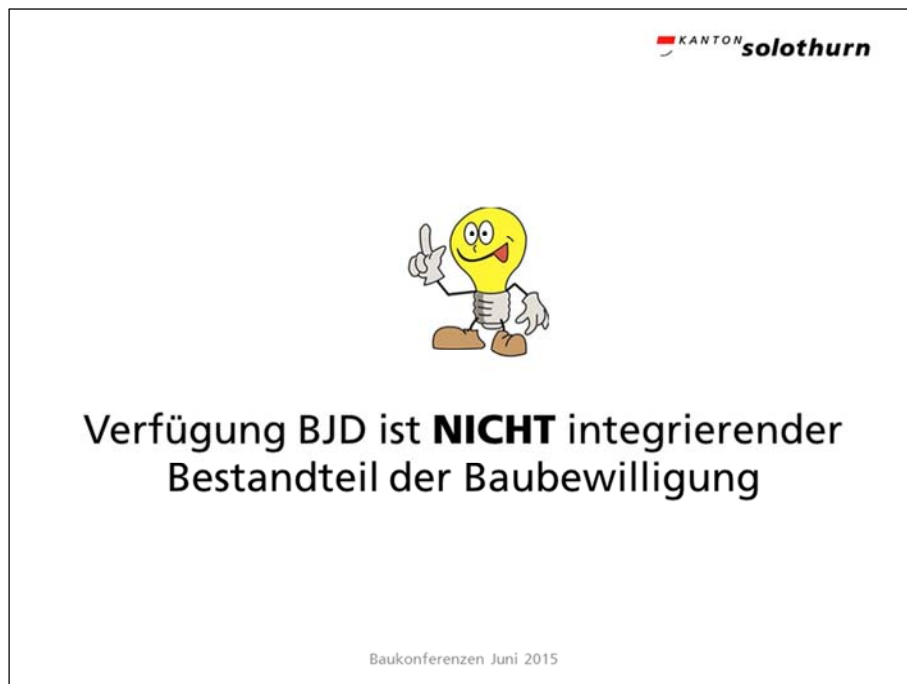 KANTON solothurn
Verfügung BJD ist NICHT integrierender
Bestandteil der Baubewilligung
Baukonferenzen Juni 2015